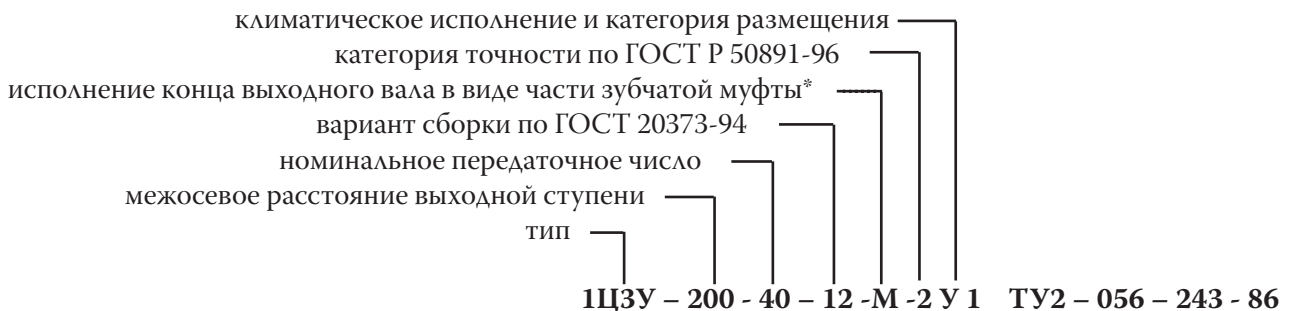 климатическое исполнение и категория размещения
категория точности по ГОСТ Р 50891-96
исполнение конца выходного вала в виде части зубчатой муфты*
вариант сборки по ГОСТ 20373-94
номинальное передаточное число
межосевое расстояние выходной ступени
тип
1Ц3У – 200 - 40 – 12 -М -2 У 1 ТУ2 – 056 – 243 - 86